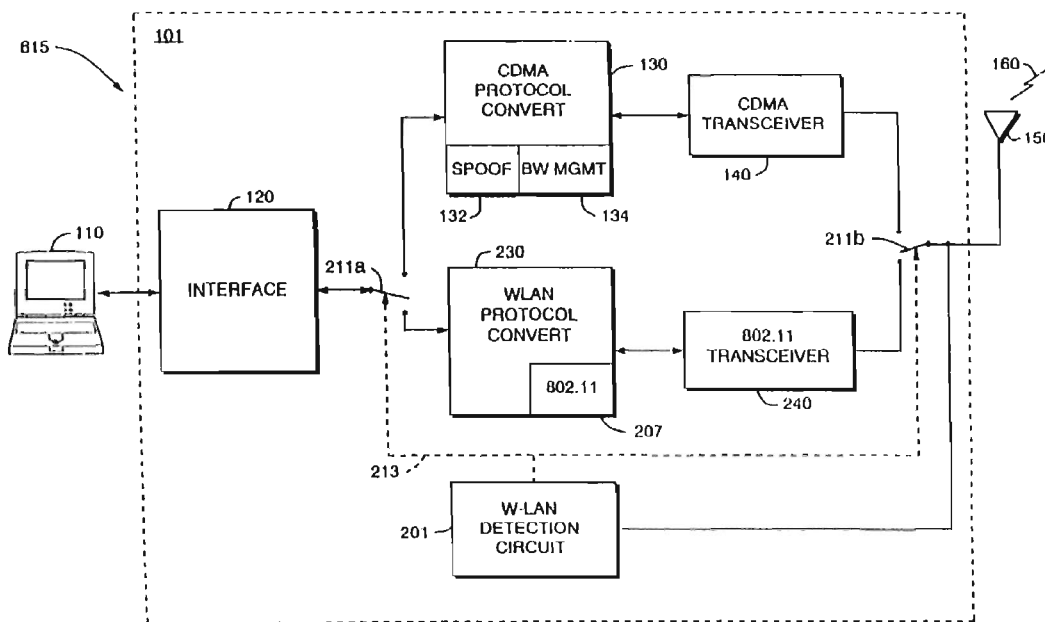 615
101
CDMA
PROTOCOL
CONVERT
130
CDMA
TRANSCEIVER
140
160
150
SPOOF
BW MGMT
132
134
120
110
INTERFACE
211a
211b
230
WLAN
PROTOCOL
CONVERT
802.11
207
802.11
TRANSCEIVER
240
213
201
W-LAN
DETECTION
CIRCUIT